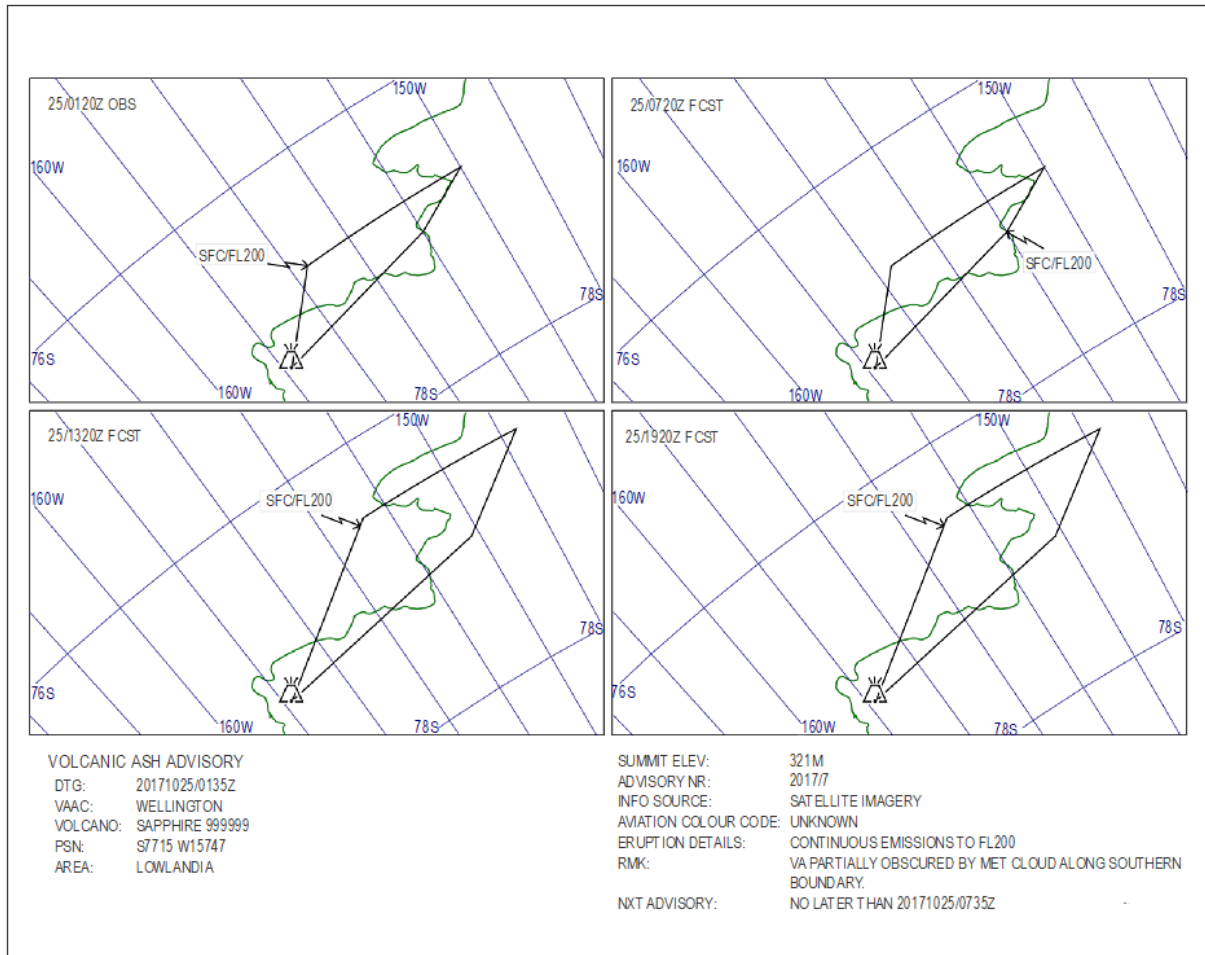 25/0120Z OBS
150W
160W
SFC/FL200
78S
76S
160W
78S
25/0720Z FCST
150W
160W
SFC/FL200
78S
76S
160W
78S
25/1320Z FCST
150W
160W
SFC/FL200
78S
76S
160W
78S
25/1920Z FCST
150W
160W
SFC/FL200
78S
76S
160W
78S
VOLCANIC ASH ADVISORY
DTG: 20171025/0135Z
VAAC: WELLINGTON
VOLCANO: SAPPHIRE 999999
PSN: S7715 W15747
AREA: LOWLANDIA
SUMMIT ELEV: 321M
ADVISORY NR: 2017/7
INFO SOURCE: SATELLITE IMAGERY
AVIATION COLOUR CODE: UNKNOWN
ERUPTION DETAILS: CONTINUOUS EMISSIONS TO FL200
RMK: VA PARTIALLY OBSCURED BY MET CLOUD ALONG SOUTHERN
BOUNDARY.
NXT ADVISORY: NO LATER THAN 20171025/0735Z